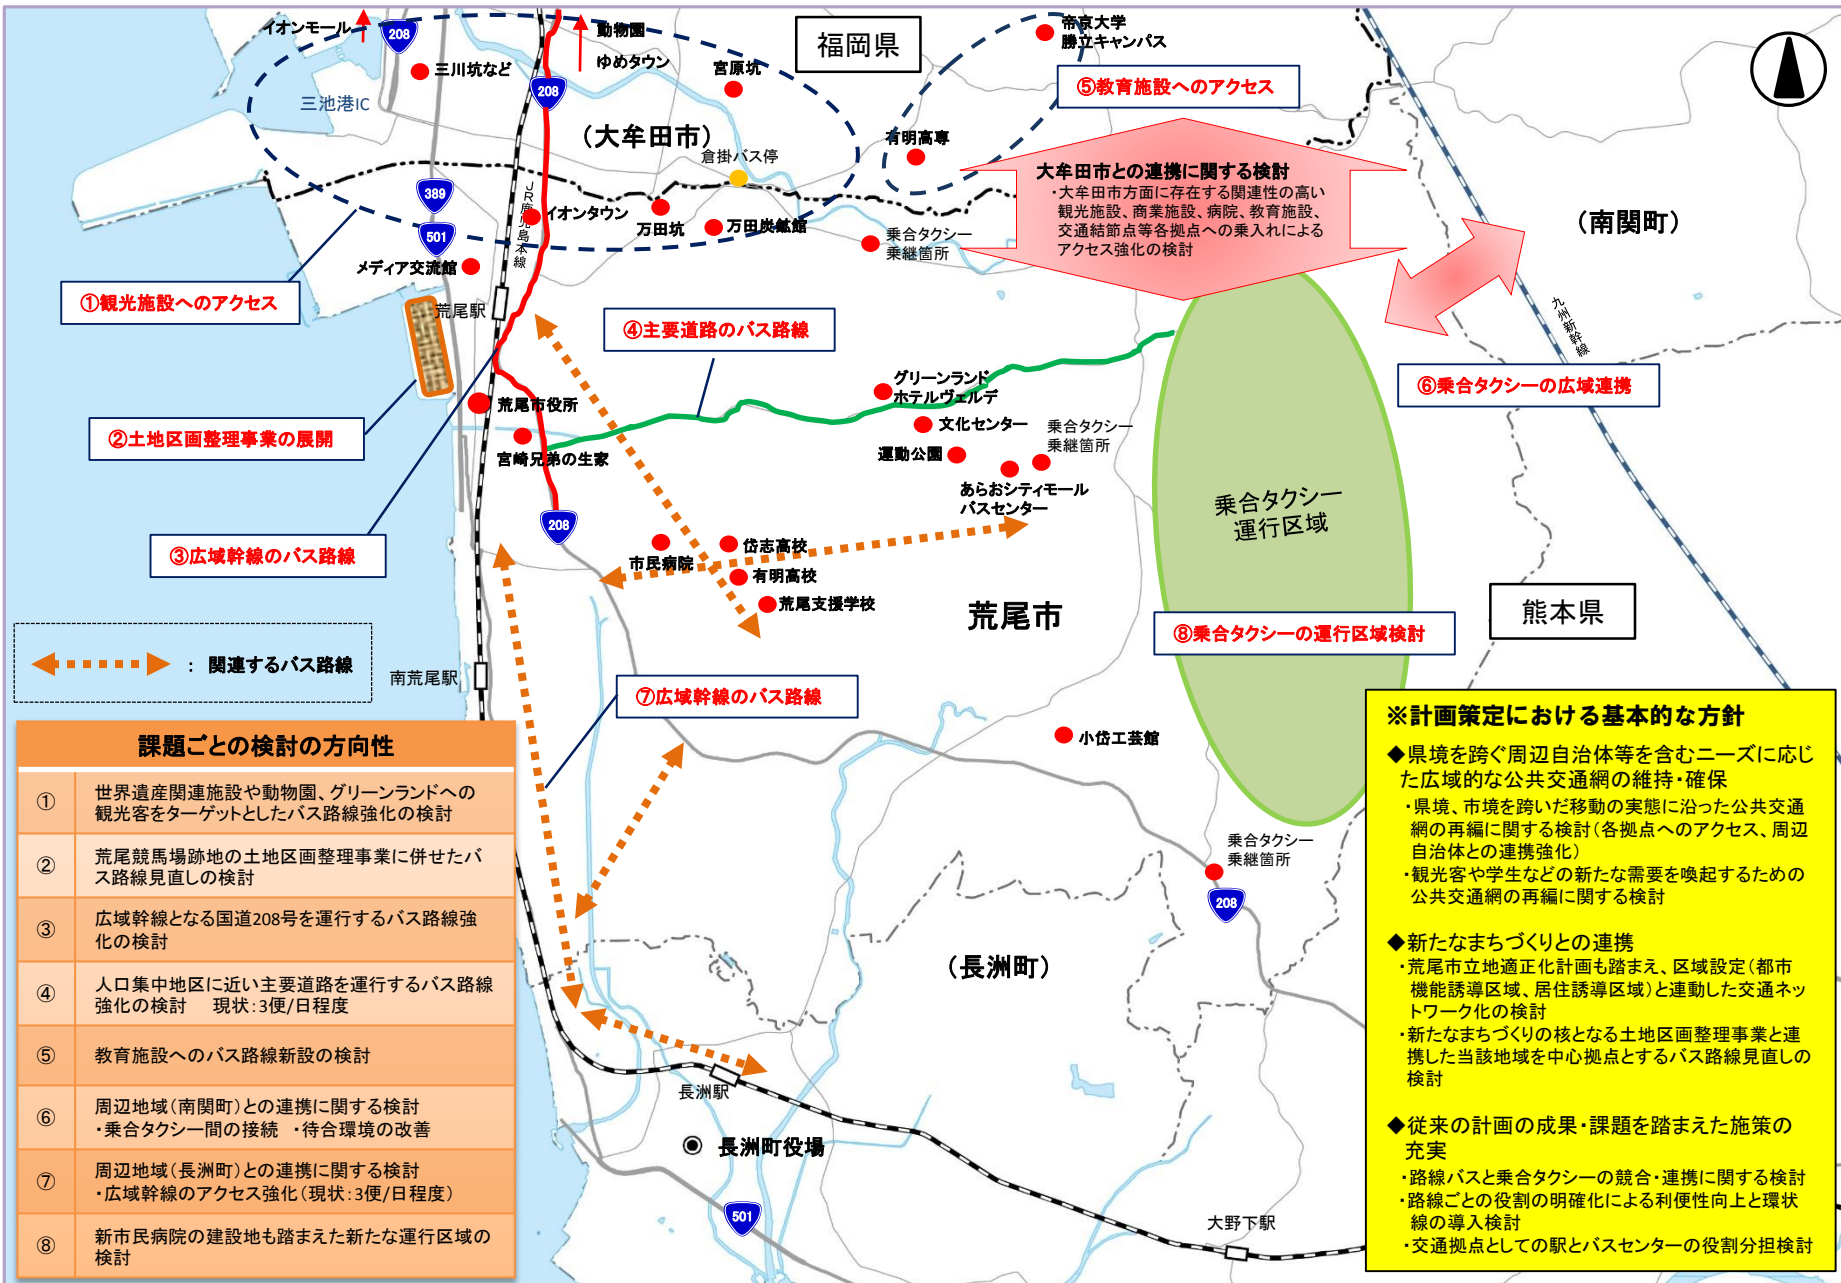 イオンモール
208
動物園
ゆめタウン
三川坑など
三池港IC
208
宮原坑
福岡県
帝京大学
勝立キャンパス
⑤教育施設へのアクセス
(大牟田市)
倉掛バス停
有明高専
389
501
JR鹿児島本線
イオンタウン
万田坑
万田炭鉱館
乗合タクシー
乗継箇所
大牟田市との連携に関する検討
・大牟田市方面に存在する関連性の高い
観光施設、商業施設、病院、教育施設、
交通結節点等各拠点への乗入れによる
アクセス強化の検討
(南関町)
メディア交流館
①観光施設へのアクセス
荒尾駅
④主要道路のバス路線
九州新幹線
⑥乗合タクシーの広域連携
グリーンランド
ホテルヴェルデ
荒尾市役所
文化センター
②土地区画整理事業の展開
宮崎兄弟の生家
運動公園
乗合タクシー
乗継箇所
あらおシティモール
バスセンター
乗合タクシー
運行区域
208
③広域幹線のバス路線
市民病院
岱志高校
有明高校
荒尾支援学校
荒尾市
熊本県
⑧乗合タクシーの運行区域検討
:関連するバス路線
南荒尾駅
⑦広域幹線のバス路線
小岱工芸館
乗合タクシー
乗継箇所
208
(長洲町)
長洲駅
長洲町役場
501
大野下駅
課題ごとの検討の方向性
①
世界遺産関連施設や動物園、グリーンランドへの
観光客をターゲットとしたバス路線強化の検討
②
荒尾競馬場跡地の土地区画整理事業に併せたバ
ス路線見直しの検討
③
広域幹線となる国道208号を運行するバス路線強
化の検討
④
人口集中地区に近い主要道路を運行するバス路線
強化の検討 現状:3便/日程度
⑤
教育施設へのバス路線新設の検討
⑥
周辺地域(南関町)との連携に関する検討
・乗合タクシー間の接続 ・待合環境の改善
⑦
周辺地域(長洲町)との連携に関する検討
・広域幹線のアクセス強化(現状:3便/日程度)
⑧
新市民病院の建設地も踏まえた新たな運行区域の
検討
※計画策定における基本的な方針
◆県境を跨ぐ周辺自治体等を含むニーズに応じ
た広域的な公共交通網の維持・確保
・県境、市境を跨いだ移動の実態に沿った公共交通
網の再編に関する検討(各拠点へのアクセス、周辺
自治体との連携強化)
・観光客や学生などの新たな需要を喚起するための
公共交通網の再編に関する検討
◆新たなまちづくりとの連携
・荒尾市立地適正化計画も踏まえ、区域設定(都市
機能誘導区域、居住誘導区域)と連動した交通ネッ
トワーク化の検討
・新たなまちづくりの核となる土地区画整理事業と連
携した当該地域を中心拠点とするバス路線見直しの
検討
◆従来の計画の成果・課題を踏まえた施策の
充実
・路線バスと乗合タクシーの競合・連携に関する検討
・路線ごとの役割の明確化による利便性向上と環状
線の導入検討
・交通拠点としての駅とバスセンターの役割分担検討